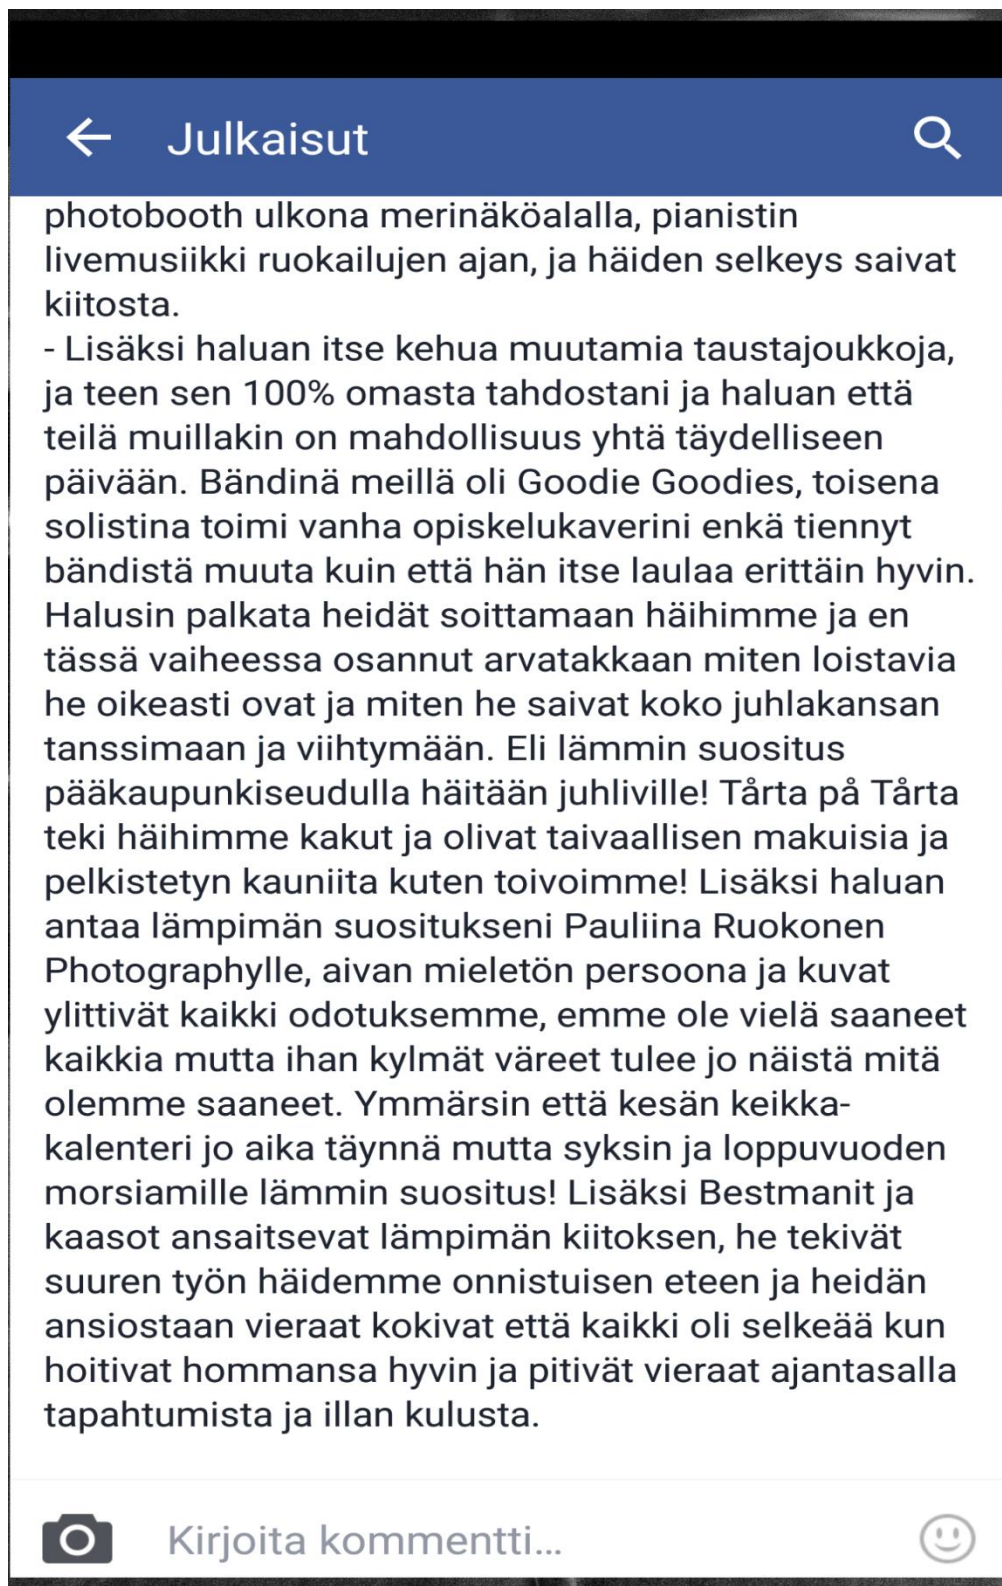 Julkaisut
photobooth ulkona merinäköalalla, pianistin
livemusiikki ruokailujen ajan, ja häiden selkeys saivat
kiitosta.
- Lisäksi haluan itse kehua muutamia taustajoukkoja,
ja teen sen 100% omasta tahdostani ja haluan että
teilä muillakin on mahdollisuus yhtä täydelliseen
päivään. Bändinä meillä oli Goodie Goodies, toisena
solistina toimi vanha opiskelukaverini enkä tiennyt
bändistä muuta kuin että hän itse laulaa erittäin hyvin.
Halusin palkata heidät soittamaan häihimme ja en
tässä vaiheessa osannut arvatakkaan miten loistavia
he oikeasti ovat ja miten he saivat koko juhlakansan
tanssimaan ja viihtymään. Eli lämmin suositus
pääkaupunkiseudulla häitään juhliville! Tårta på Tårta
teki häihimme kakut ja olivat taivaallisen makuisia ja
pelkistetyn kauniita kuten toivoimme! Lisäksi haluan
antaa lämpimän suositukseni Pauliina Ruokonen
Photographylle, aivan mieletön persoona ja kuvat
ylittivät kaikki odotuksemme, emme ole vielä saaneet
kaikkia mutta ihan kylmät väreet tulee jo näistä mitä
olemme saaneet. Ymmärsin että kesän keikka-
kalenteri jo aika täynnä mutta syksin ja loppuvuoden
morsiamille lämmin suositus! Lisäksi Bestmanit ja
kaasot ansaitsevat lämpimän kiitoksen, he tekivät
suuren työn häidemme onnistuisen eteen ja heidän
ansiostaan vieraat kokivat että kaikki oli selkeää kun
hoitivat hommansa hyvin ja pitivät vieraat ajantasalla
tapahtumista ja illan kulusta.
Kirjoita kommentti...